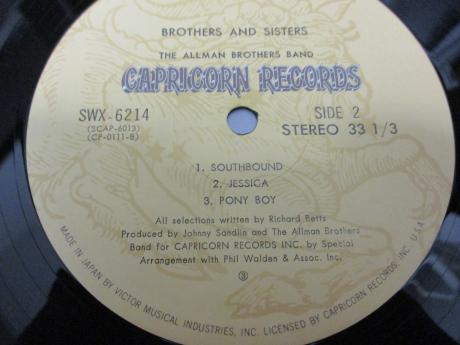 BROTHERS AND SISTERS
THE ALLMAN BROTHERS BAND
CAPRICORN RECORDS
SWX-6214
(SCAP-6013)
(CP-0111-B)
SIDE 2
STEREO 33 1/3
1. SOUTHBOUND
2. JESSICA
3. PONY BOY
All selections written by Richard Betts
Produced by Johnny Sandlin and The Allman Brothers
Band for CAPRICORN RECORDS INC. by Special
Arrangement with Phil Walden & Assoc. Inc.
③
MADE IN JAPAN BY VICTOR MUSICAL INDUSTRIES, INC. LICENSED BY CAPRICORN RECORDS, INC. U.S.A.